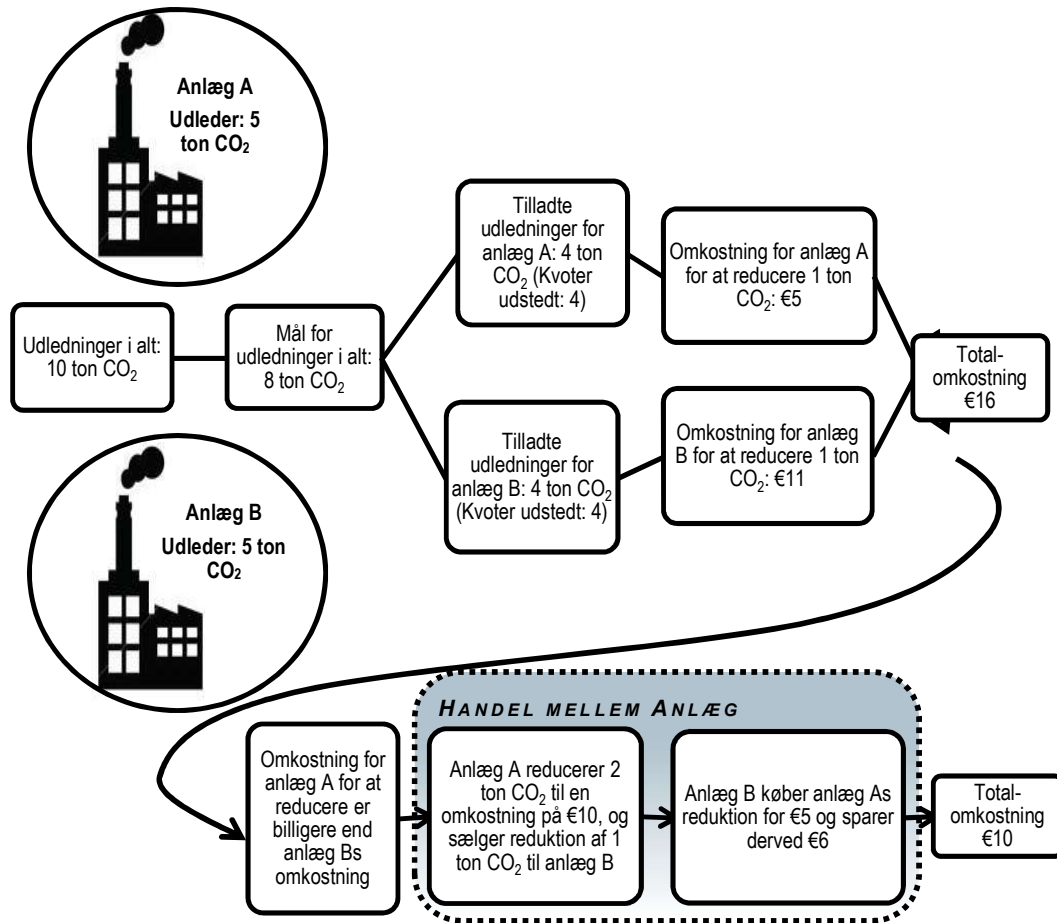 Anlæg A
Udleder: 5
ton CO₂
Tilladte
udledninger for
anlæg A: 4 ton
CO₂ (Kvoter
udstedt: 4)
Omkostning for anlæg A
for at reducere 1 ton
CO₂: €5
Udledninger i alt:
10 ton CO₂
Mål for
udledninger i alt:
8 ton CO₂
Total-
omkostning
€16
Tilladte
udledninger for
anlæg B: 4 ton CO₂
(Kvoter udstedt: 4)
Omkostning for anlæg
B for at reducere 1 ton
CO₂: €11
Anlæg B
Udleder: 5 ton
CO₂
HANDEL MELLEM ANLÆG
Omkostning for
anlæg A for at
reducere er
billigere end
anlæg Bs
omkostning
Anlæg A reducerer 2
ton CO₂ til en
omkostning på €10, og
sælger reduktion af 1
ton CO₂ til anlæg B
Anlæg B køber anlæg As
reduktion for €5 og sparer
derved €6
Total-
omkostning
€10